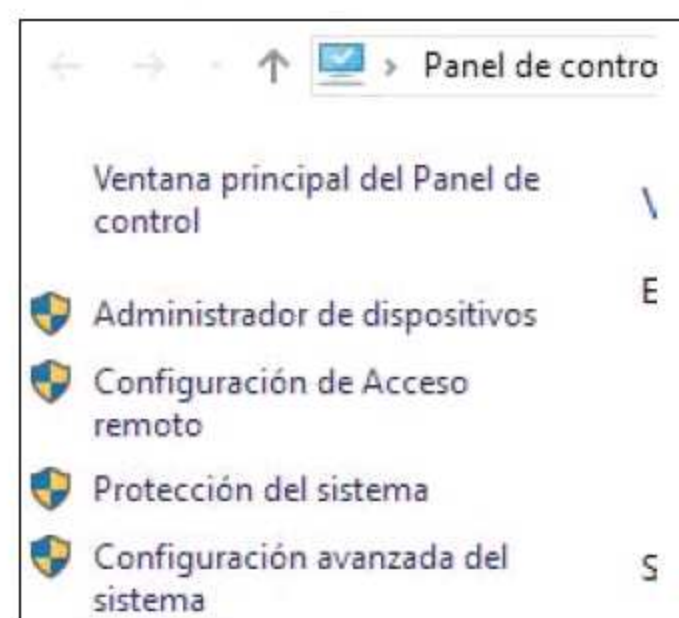 > Panel de contro
Ventana principal del Panel de
control
Administrador de dispositivos
Configuración de Acceso
remoto
Protección del sistema
Configuración avanzada del
sistema
E
S